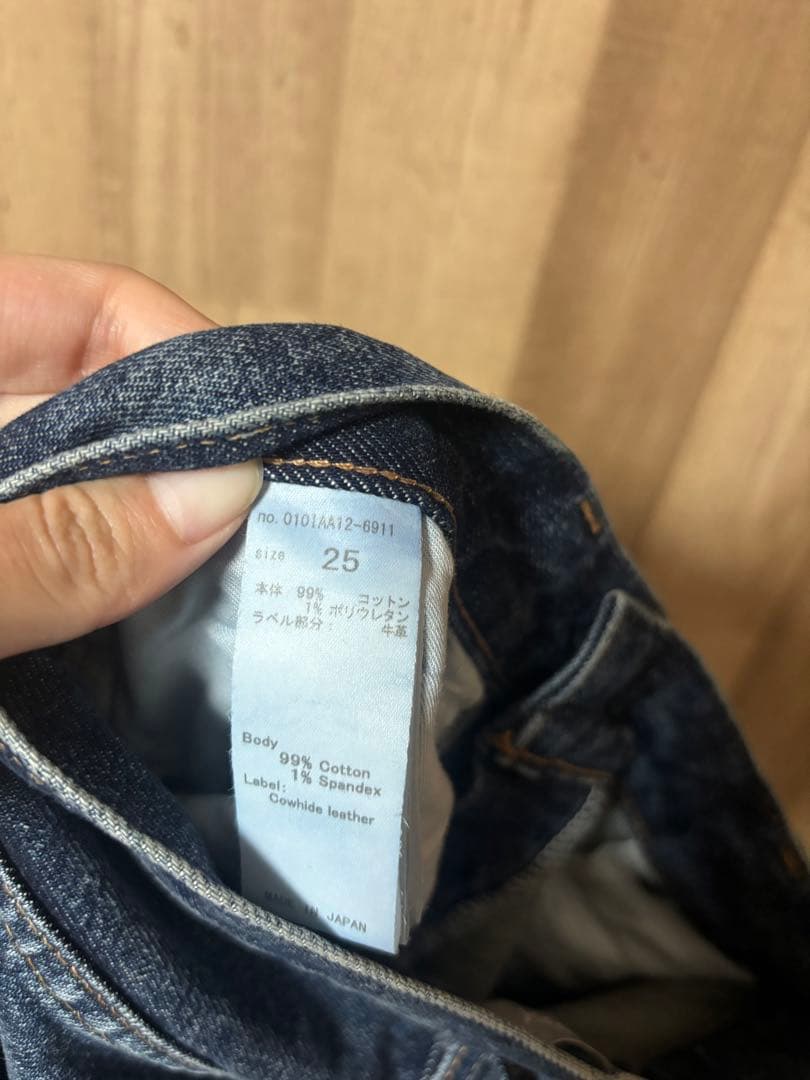 no. 0101AA12-6911
size 25
本体 99% コットン
1% ポリウレタン
ラベル部分: 牛革
Body
99% Cotton
1% Spandex
Label:
Cowhide leather
MADE IN JAPAN